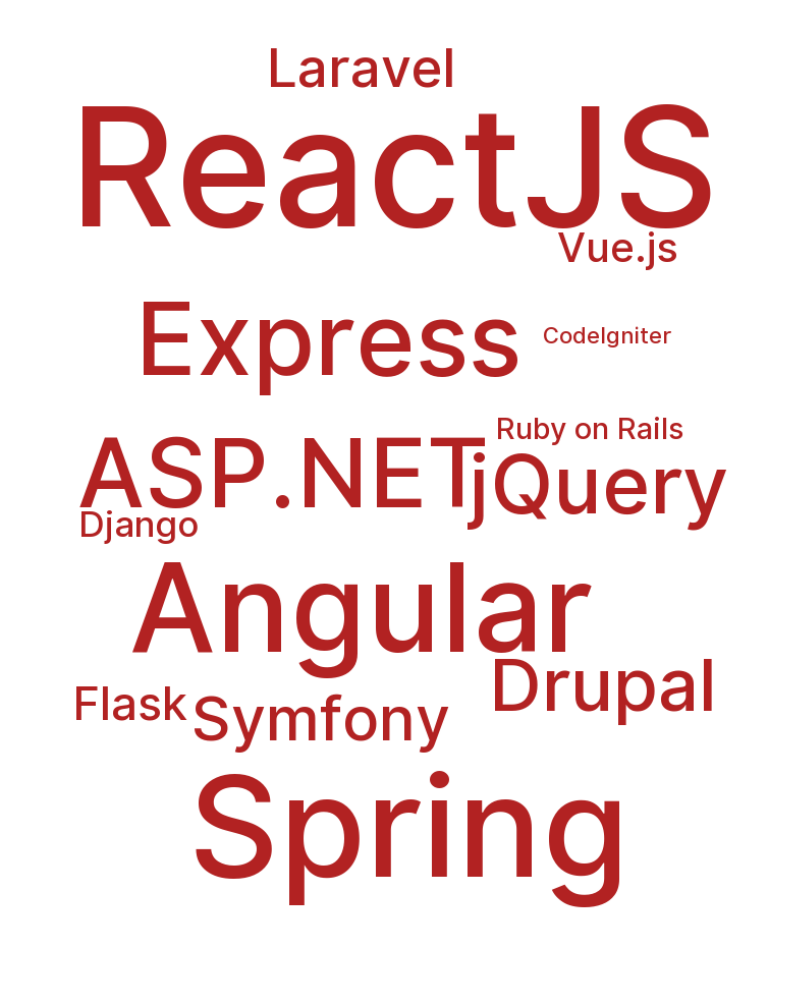 Laravel
ReactJS
Vue.js
Express
CodeIgniter
Ruby on Rails
ASP.NET
jQuery
Django
Angular
Drupal
Flask
Symfony
Spring